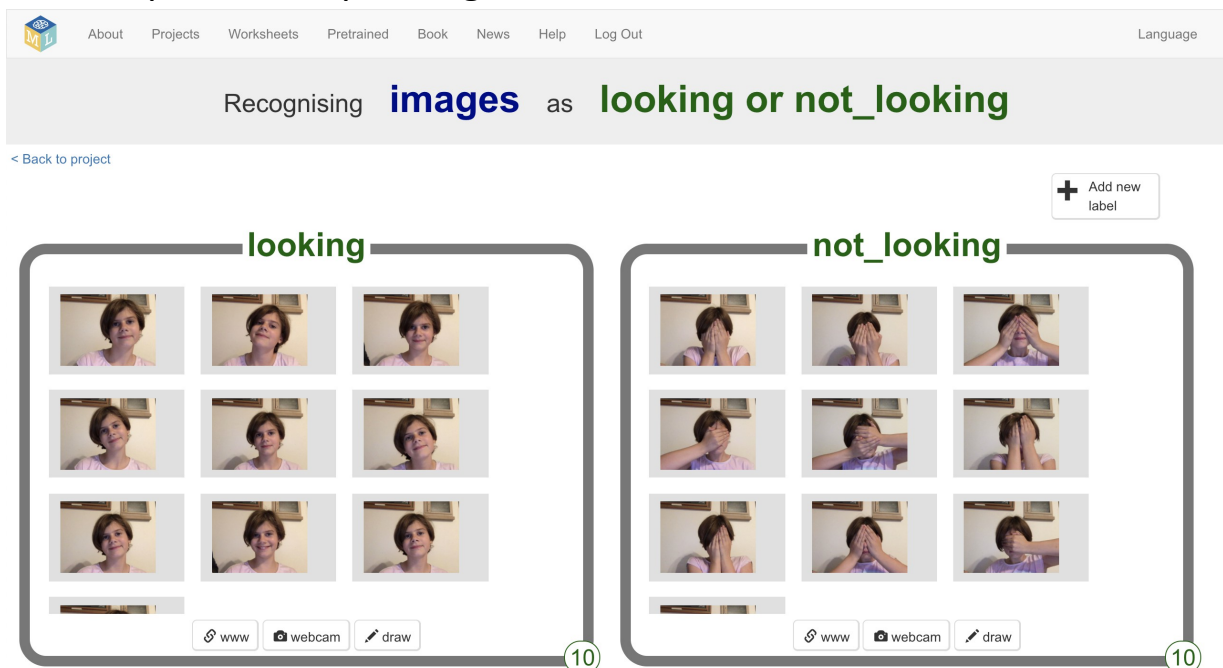 About Projects Worksheets Pretrained Book News Help Log Out Language
Recognising images as looking or not_looking
< Back to project
Add new
label
looking
not_looking
www webcam draw
10
www webcam draw
10